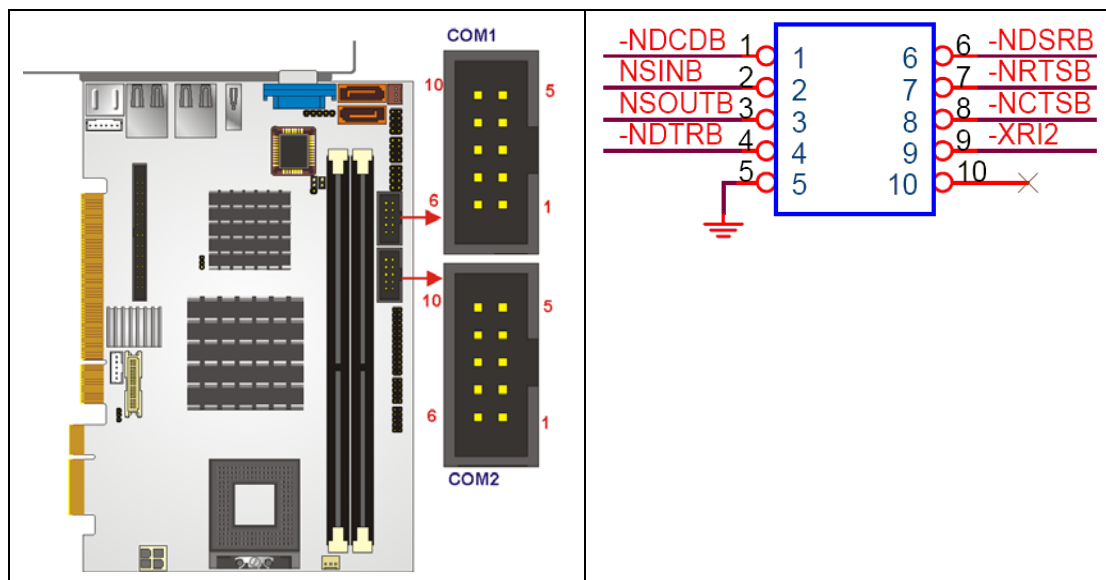 COM1
10 5
6 1
10 5
6 1
COM2
-NDCDB 1 1 6 6 -NDSRB
NSINB 2 2 7 7 -NRTSB
NSOUTB 3 3 8 8 -NCTSB
-NDTRB 4 4 9 9 -XRI2
5 5 10 10